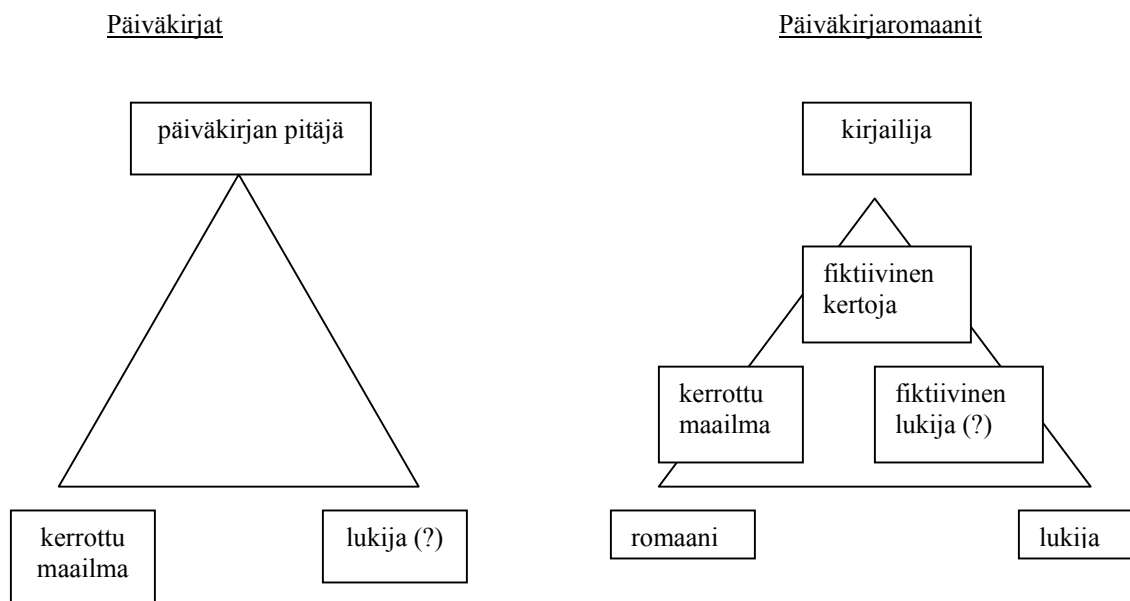 Päiväkirjat
päiväkirjan pitäjä
kerrottu
maailma
lukija (?)
Päiväkirjaromaanit
kirjailija
fiktiivinen
kertoja
kerrottu
maailma
fiktiivinen
lukija (?)
romaani
lukija